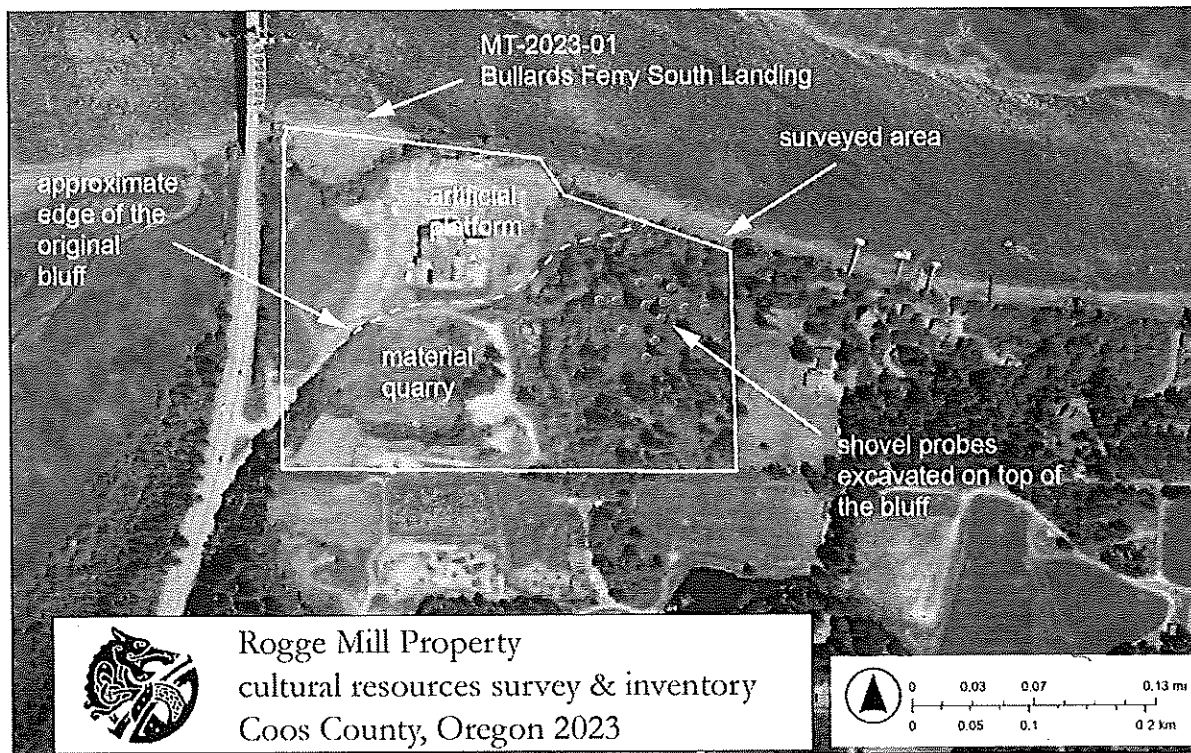 MT-2023-01
Bullards Ferry South Landing
surveyed area
approximate
edge of the
original
bluff
artificial
platform
material
quarry
shovel probes
excavated on top of
the bluff
Rogge Mill Property
cultural resources survey & inventory
Coos County, Oregon 2023
0 0.03 0.07 0.13 mi
0 0.05 0.1 0.2 km